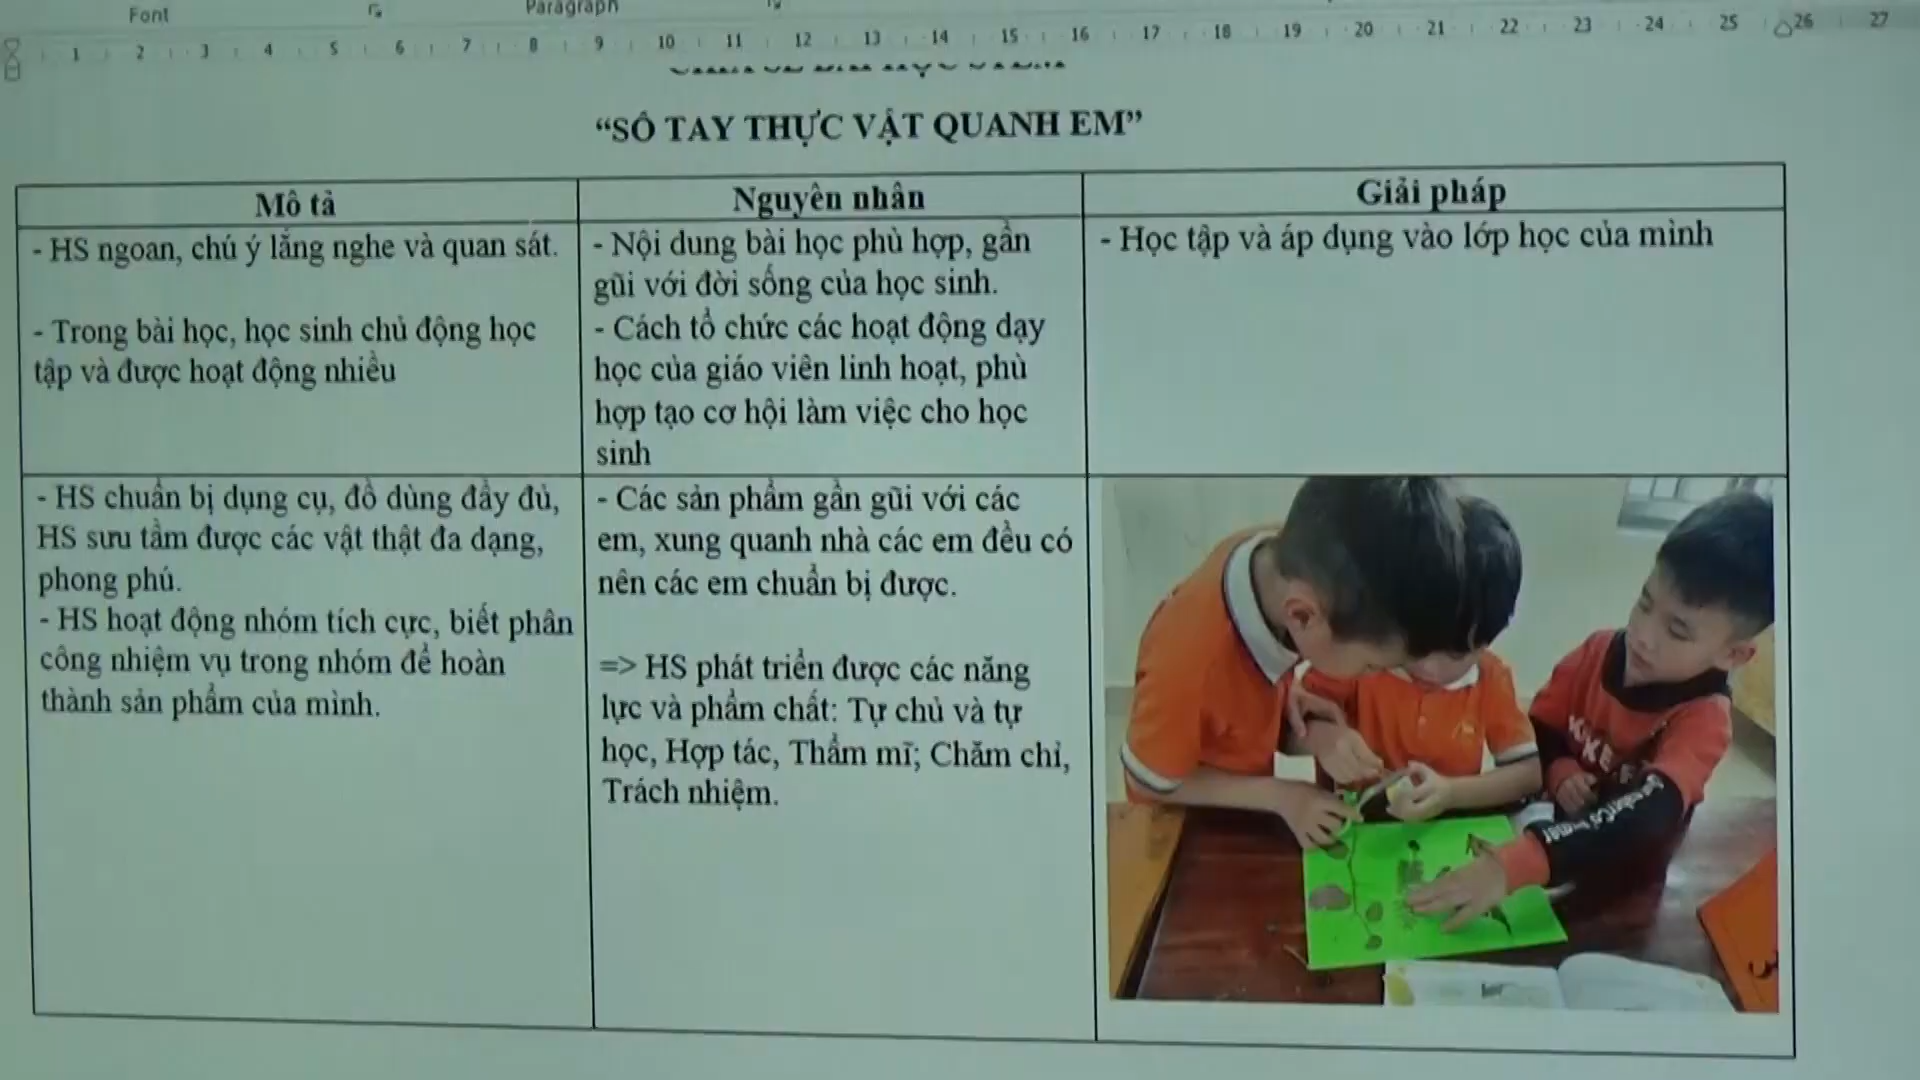 Font
Paragraph
1 2 3 4 5 6 7 8 9 10 11 12 13 14 15 16 17 18 19 20 21 22 23 24 25 26 27
“SỔ TAY THỰC VẬT QUANH EM”
Mô tả
Nguyên nhân
Giải pháp
- HS ngoan, chú ý lắng nghe và quan sát.
- Trong bài học, học sinh chủ động học
tập và được hoạt động nhiều
- Nội dung bài học phù hợp, gần
gũi với đời sống của học sinh.
- Cách tổ chức các hoạt động dạy
học của giáo viên linh hoạt, phù
hợp tạo cơ hội làm việc cho học
sinh
- Học tập và áp dụng vào lớp học của mình
- HS chuẩn bị dụng cụ, đồ dùng đầy đủ,
HS sưu tầm được các vật thật đa dạng,
phong phú.
- HS hoạt động nhóm tích cực, biết phân
công nhiệm vụ trong nhóm để hoàn
thành sản phẩm của mình.
- Các sản phẩm gần gũi với các
em, xung quanh nhà các em đều có
nên các em chuẩn bị được.
=> HS phát triển được các năng
lực và phẩm chất: Tự chủ và tự
học, Hợp tác, Thẩm mĩ; Chăm chỉ,
Trách nhiệm.